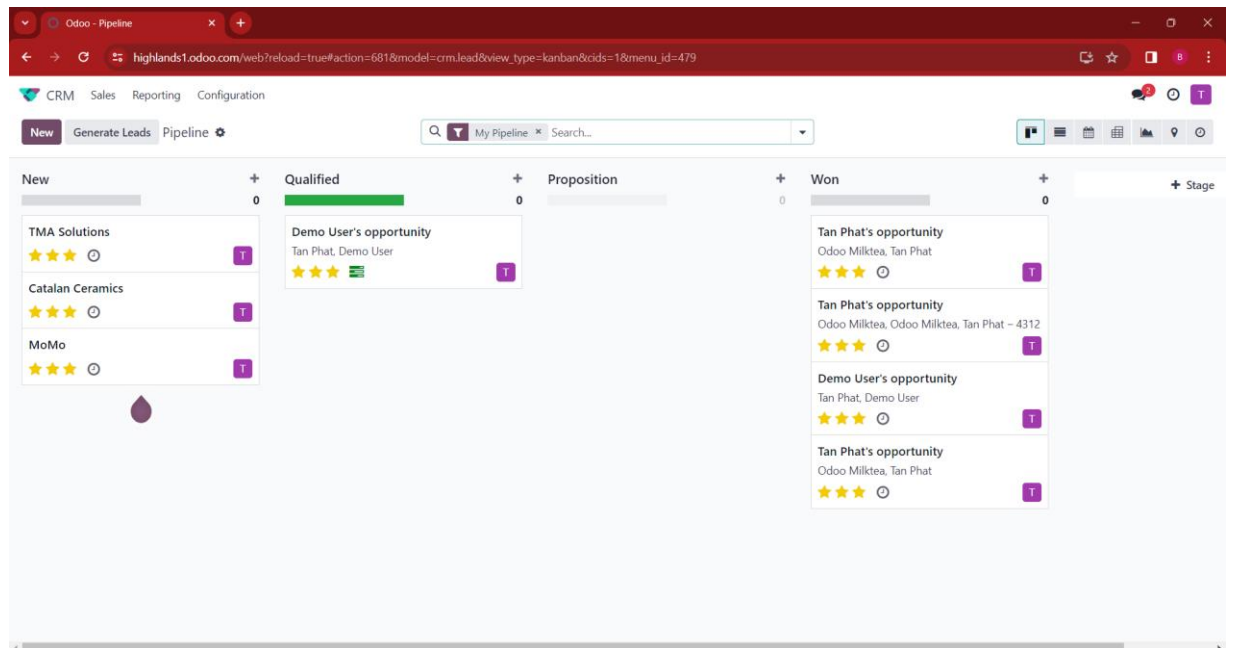 Odoo - Pipeline
highlands1.odoo.com/web?reload=true#action=681&model=crm.lead&view_type=kanban&cids=1&menu_id=479
B
CRM Sales Reporting Configuration
2
T
New Generate Leads Pipeline
My Pipeline × Search...
New + 0
TMA Solutions
T
Catalan Ceramics
T
MoMo
T
Qualified + 0
Demo User's opportunity
Tan Phat, Demo User
T
Proposition + 0
Won + 0
Tan Phat's opportunity
Odoo Milktea, Tan Phat
T
Tan Phat's opportunity
Odoo Milktea, Odoo Milktea, Tan Phat – 4312
T
Demo User's opportunity
Tan Phat, Demo User
T
Tan Phat's opportunity
Odoo Milktea, Tan Phat
T
+ Stage